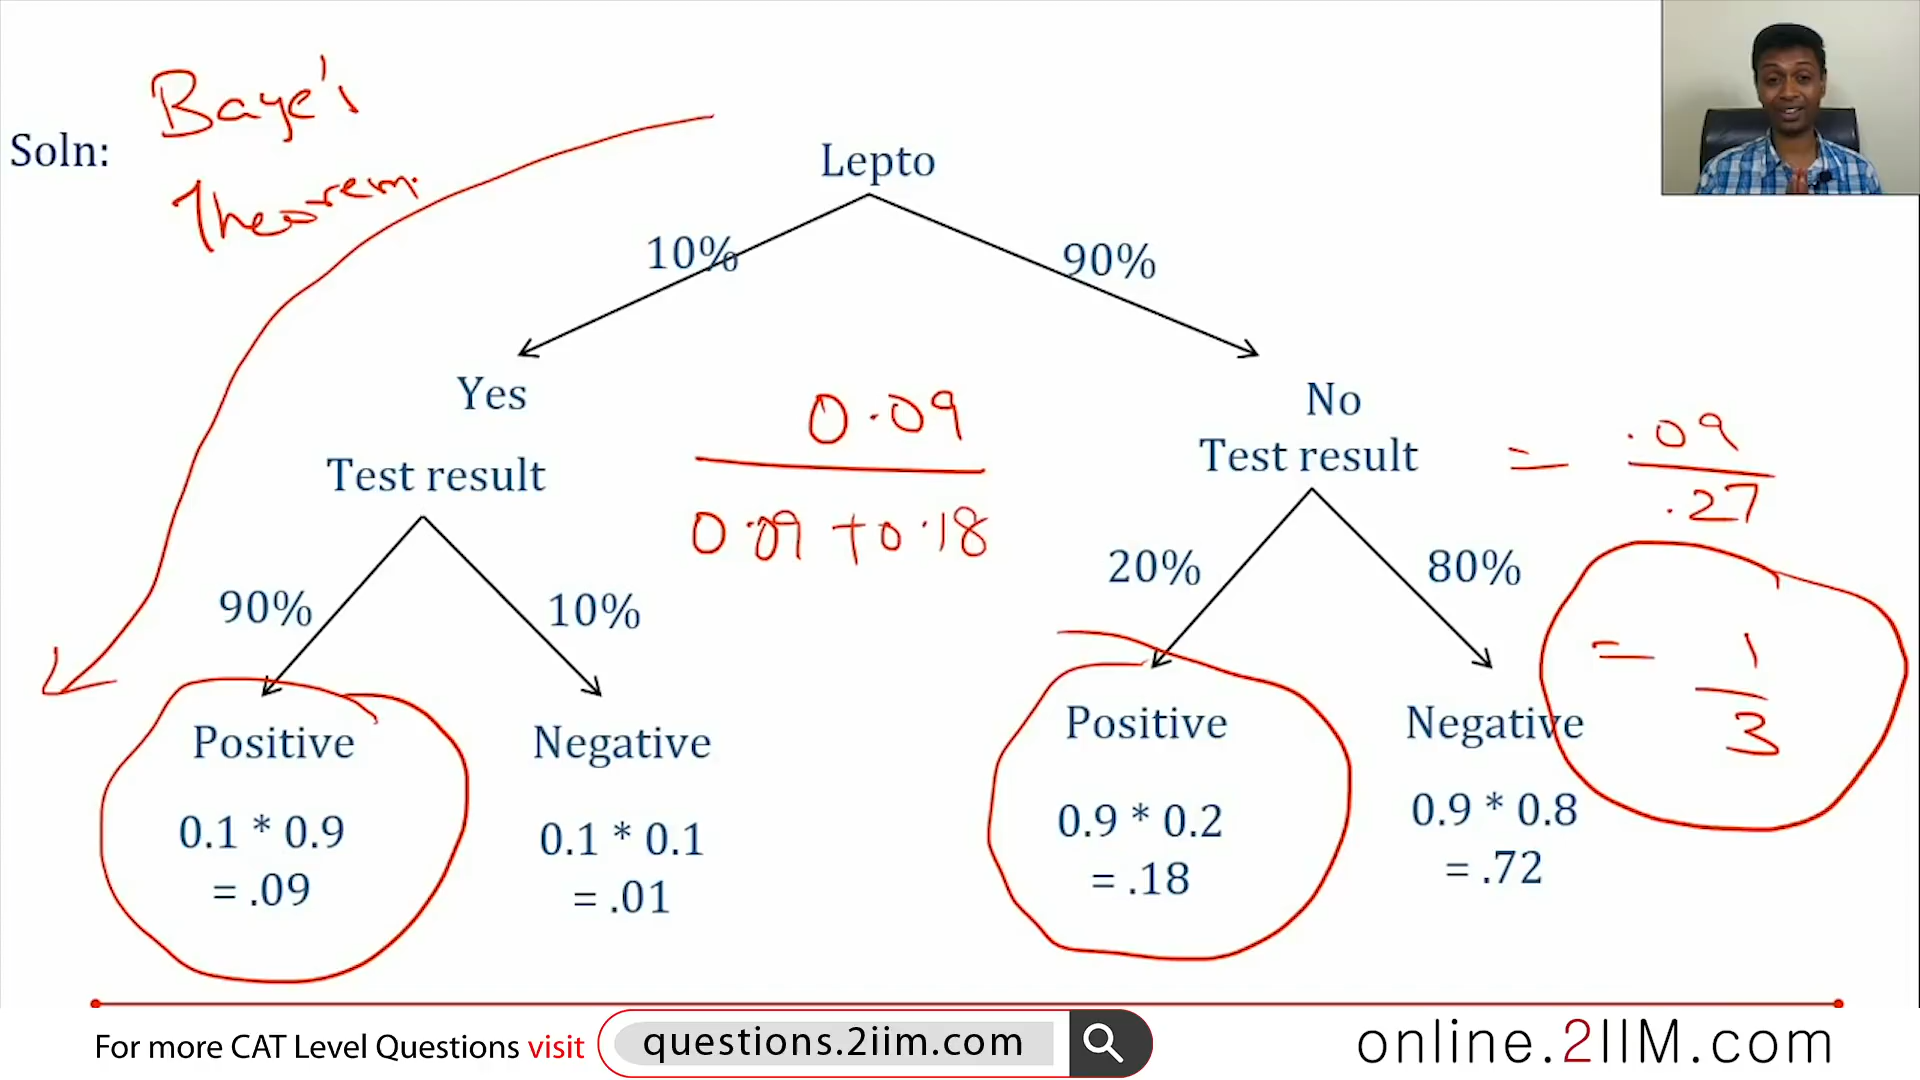 Baye's
Soln:
Theorem.
Lepto
10%
90%
Yes
No
Test result
Test result
0.09
0.09 + 0.18
= .09
.27
= 1
3
90%
10%
20%
80%
Positive
Negative
Positive
Negative
0.1 * 0.9
= .09
0.1 * 0.1
= .01
0.9 * 0.2
= .18
0.9 * 0.8
= .72
For more CAT Level Questions visit
questions.2iim.com
online.2IIM.com